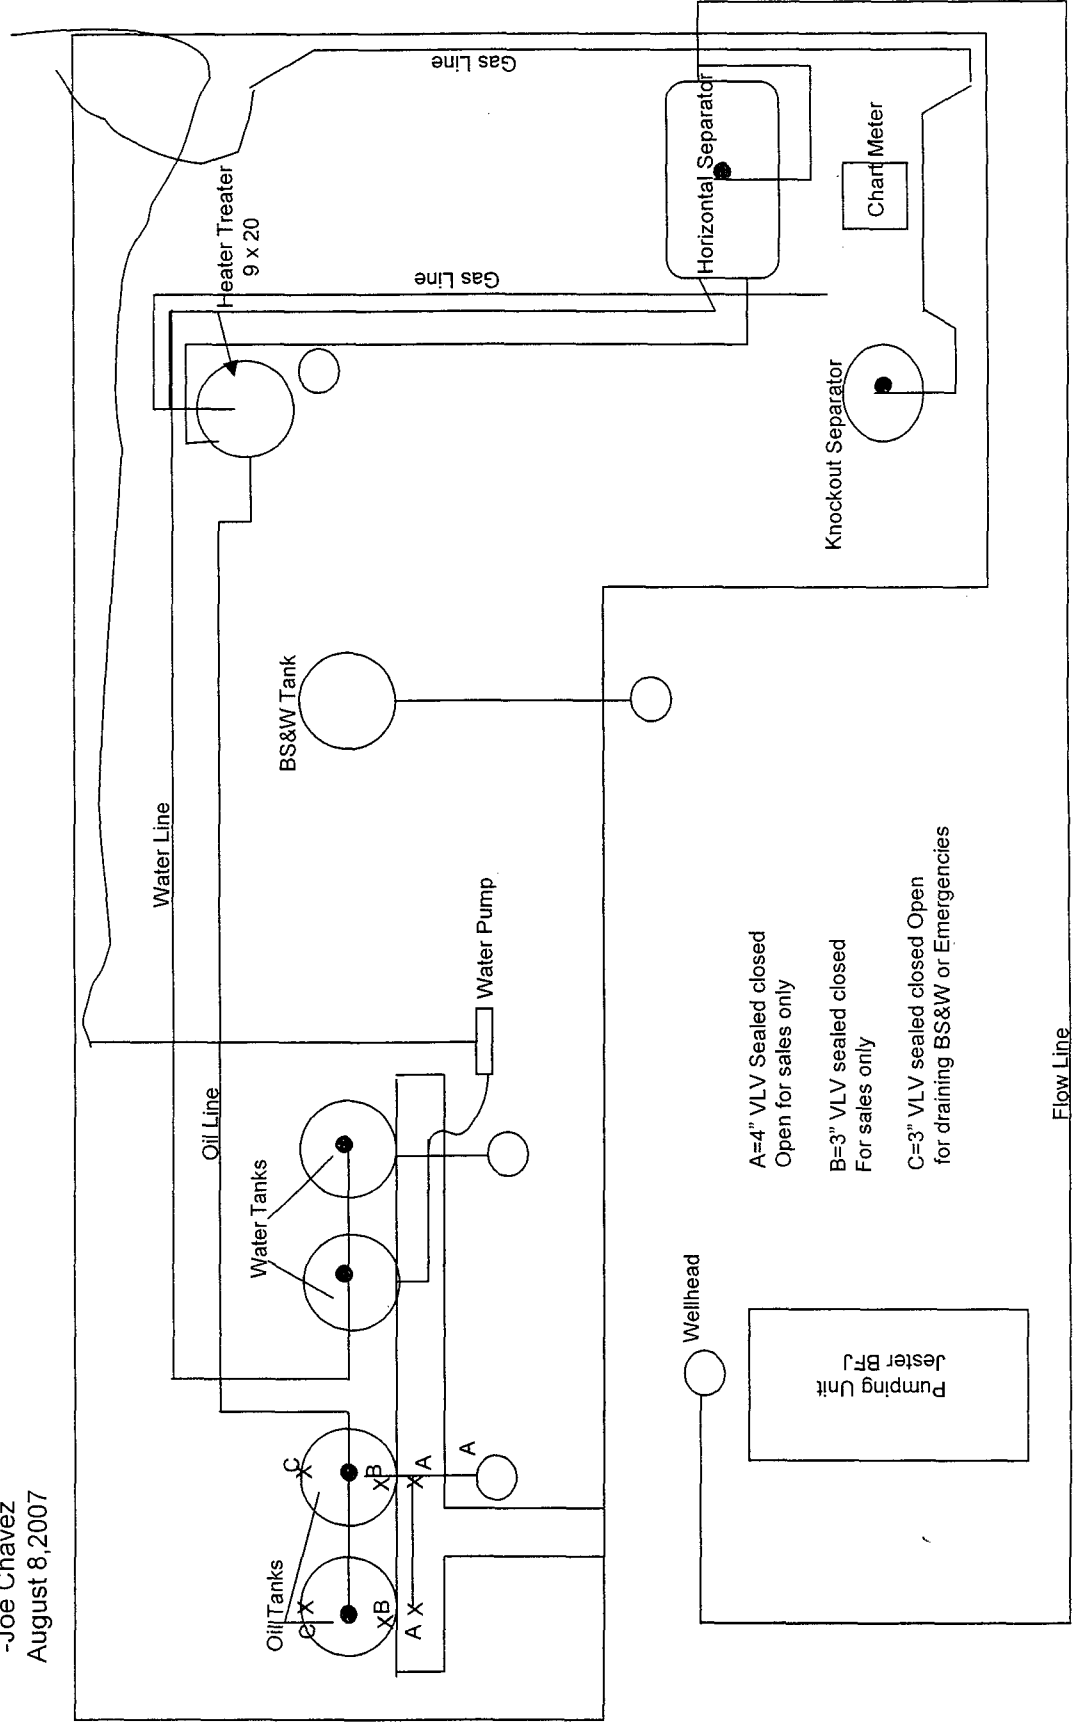 -Joe Chavez
August 8,2007
Oil Tanks
C
C
B
B
A
A
A
Water Tanks
Oil Line
Water Line
Water Pump
BS&W Tank
Heater Treater
9 x 20
Gas Line
Gas Line
Horizontal Separator
Chart Meter
Knockout Separator
Wellhead
Pumping Unit
Jester BFJ
A=4" VLV Sealed closed
Open for sales only
B=3" VLV sealed closed
For sales only
C=3" VLV sealed closed Open
for draining BS&W or Emergencies
Flow Line